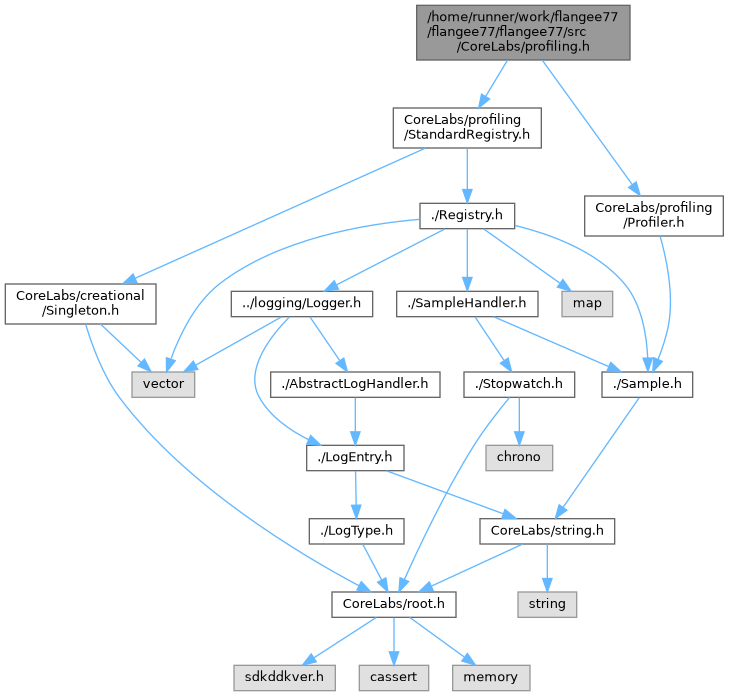 /home/runner/work/flangee77
/flangee77/flangee77/src
/CoreLabs/profiling.h
CoreLabs/profiling
/StandardRegistry.h
./Registry.h
CoreLabs/profiling
/Profiler.h
CoreLabs/creational
/Singleton.h
../logging/Logger.h
./SampleHandler.h
map
vector
./AbstractLogHandler.h
./Stopwatch.h
./Sample.h
./LogEntry.h
chrono
./LogType.h
CoreLabs/string.h
CoreLabs/root.h
string
sdkddkver.h
cassert
memory